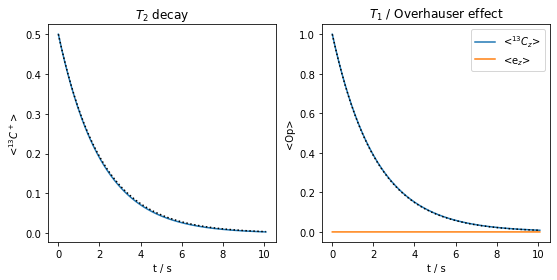 T₂ decay
<¹³C⁺>
0.5
0.4
0.3
0.2
0.1
0.0
0 2 4 6 8 10
t / s
T₁ / Overhauser effect
<Op>
1.0
0.8
0.6
0.4
0.2
0.0
0 2 4 6 8 10
t / s
<¹³C_z>
<e_z>